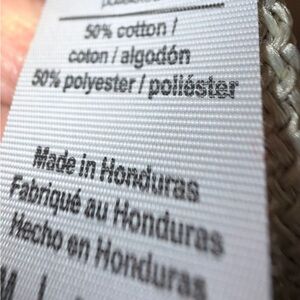 50% cotton /
coton / algodón
50% polyester / poliéster
Made in Honduras
Fabriqué au Honduras
Hecho en Honduras